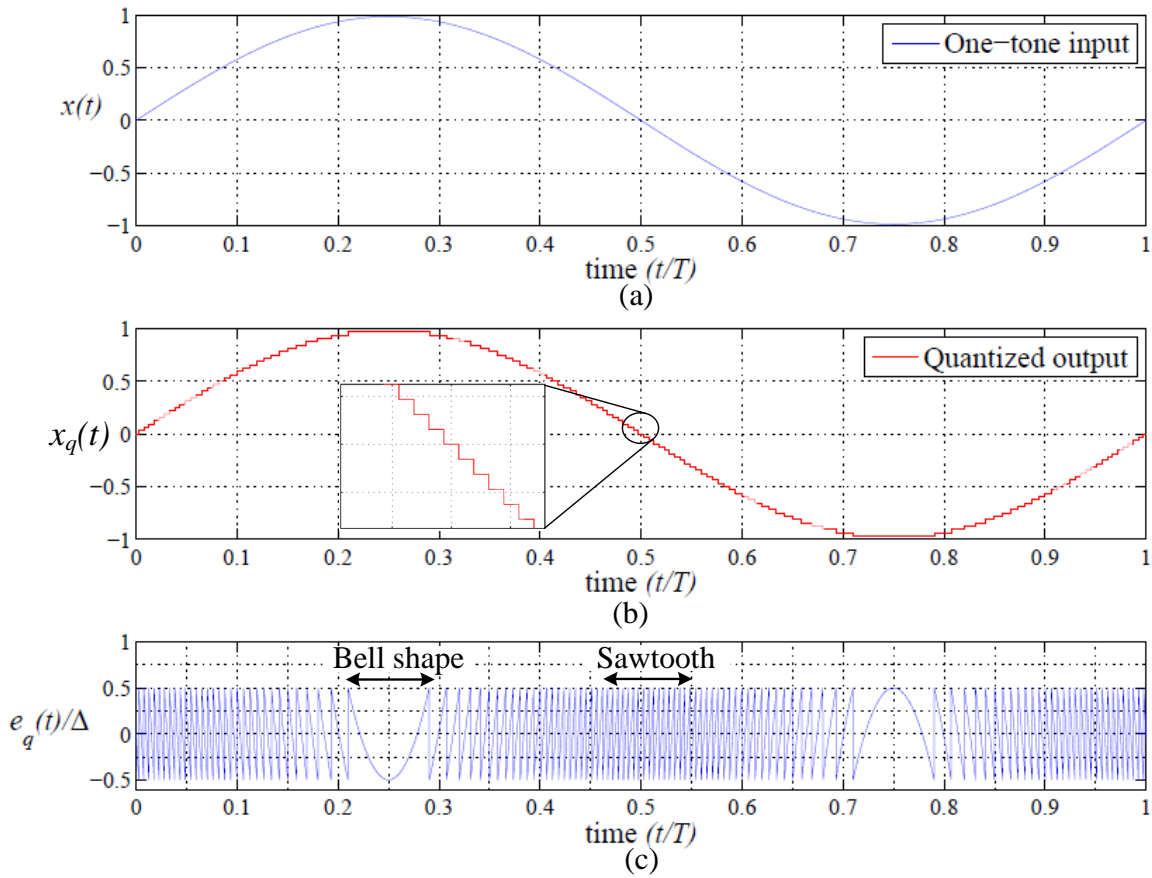 1
0.5
0
−0.5
−1
x(t)
One−tone input
0 0.1 0.2 0.3 0.4 0.5 0.6 0.7 0.8 0.9 1
time (t/T)
(a)
1
0.5
0
−0.5
−1
xq(t)
Quantized output
0 0.1 0.2 0.3 0.4 0.5 0.6 0.7 0.8 0.9 1
time (t/T)
(b)
1
0.5
0
−0.5
e_q(t)/Δ
Bell shape
Sawtooth
0 0.1 0.2 0.3 0.4 0.5 0.6 0.7 0.8 0.9 1
time (t/T)
(c)